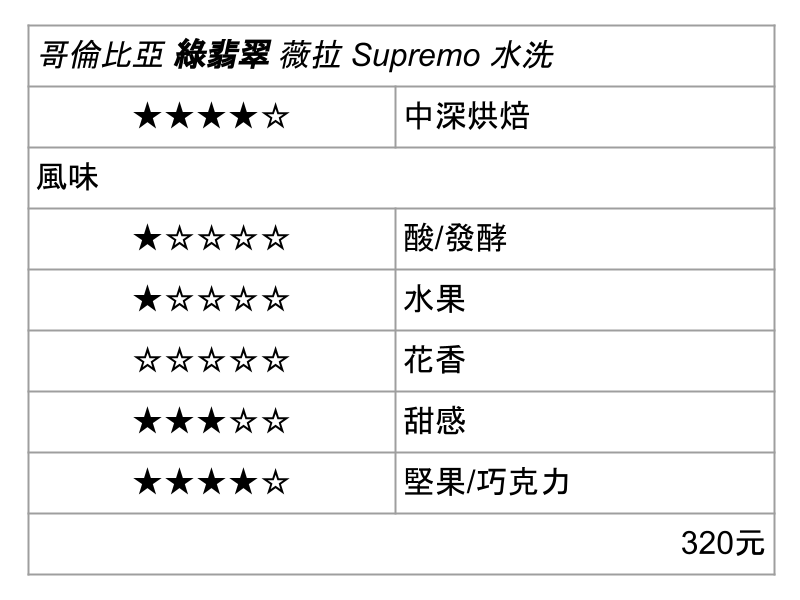 哥倫比亞 綠翡翠 薇拉 Supremo 水洗
★★★★☆ 中深烘焙
風味
★☆☆☆☆ 酸/發酵
★☆☆☆☆ 水果
☆☆☆☆☆ 花香
★★★☆☆ 甜感
★★★★☆ 堅果/巧克力
320元